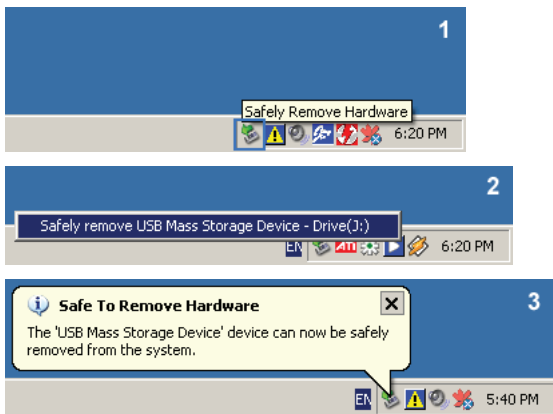 1
Safely Remove Hardware
6:20 PM
2
Safely remove USB Mass Storage Device - Drive(J:)
EN ATI 6:20 PM
3
Safe To Remove Hardware
The 'USB Mass Storage Device' device can now be safely
removed from the system.
EN 5:40 PM